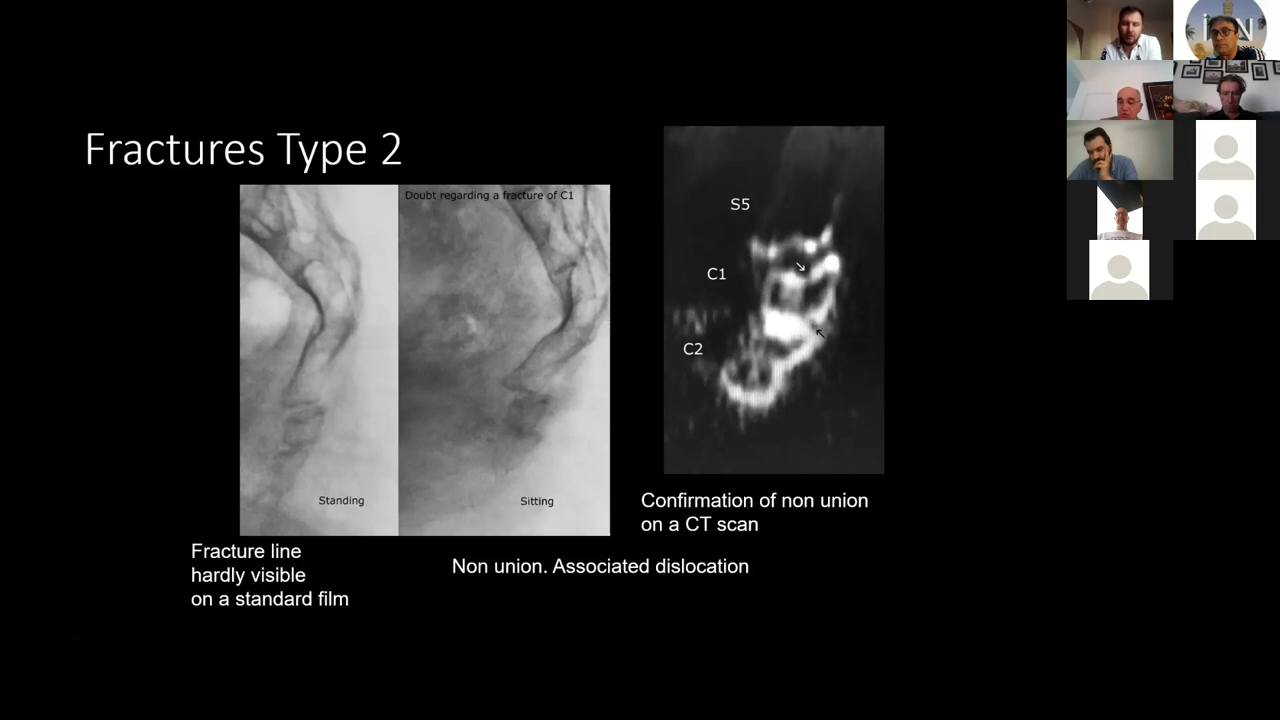 Fractures Type 2
Doubt regarding a fracture of C1
Standing
Sitting
S5
C1
C2
Fracture line
hardly visible
on a standard film
Non union. Associated dislocation
Confirmation of non union
on a CT scan